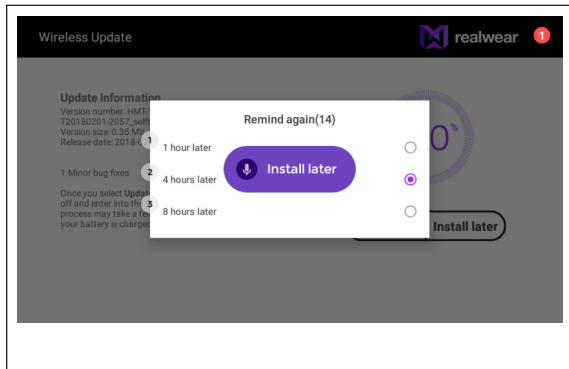 Wireless Update
realwear
1
Update Information
Version number: HMT-
T20180201-2057_self
Version size: 0.35 MB
Release date: 2018-0
1.Minor bug fixes
Once you select Update
off and enter into the
process may take a few
your battery is charged
%
Install later
Remind again(14)
1
1 hour later
Install later
2
4 hours later
3
8 hours later